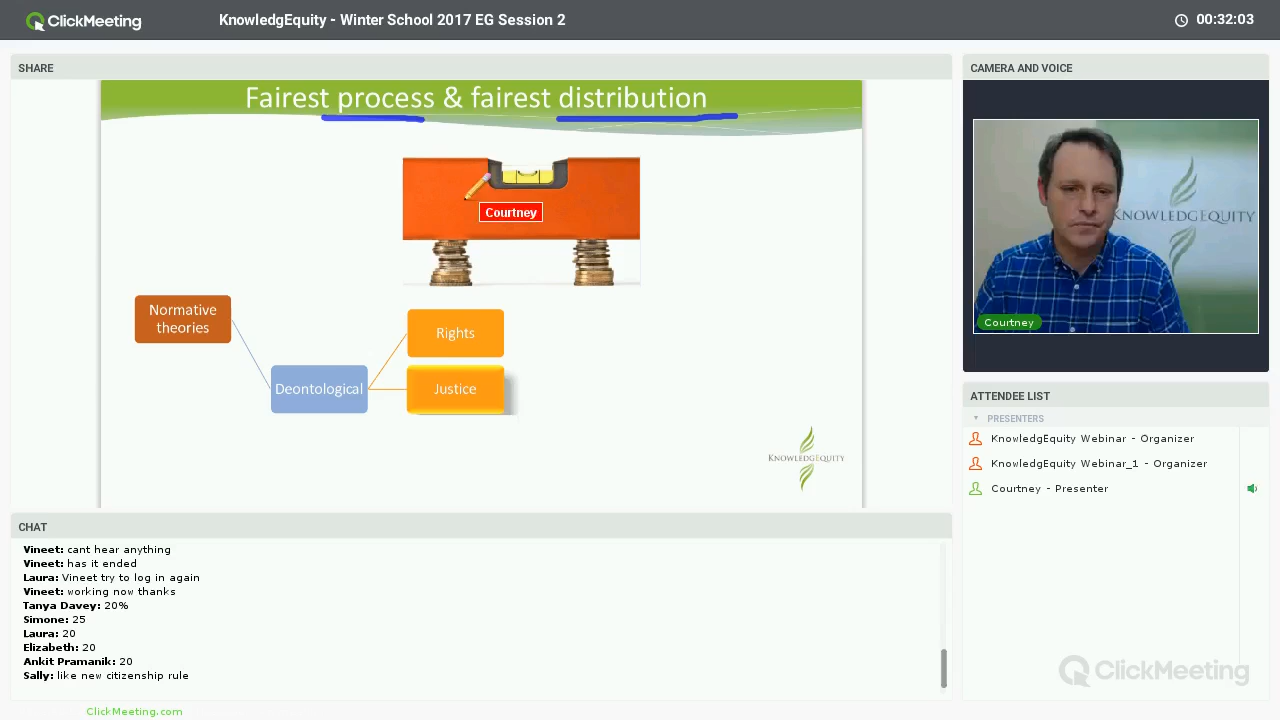 ClickMeeting
KnowledgEquity - Winter School 2017 EG Session 2
00:32:03
SHARE
Fairest process & fairest distribution
Courtney
Normative
theories
Deontological
Rights
Justice
KNOWLEDGEQUITY
CAMERA AND VOICE
KNOWLEDGEQUITY
Courtney
ATTENDEE LIST
PRESENTERS
KnowledgEquity Webinar - Organizer
KnowledgEquity Webinar_1 - Organizer
Courtney - Presenter
CHAT
Vineet: cant hear anything
Vineet: has it ended
Laura: Vineet try to log in again
Vineet: working now thanks
Tanya Davey: 20%
Simone: 25
Laura: 20
Elizabeth: 20
Ankit Pramanik: 20
Sally: like new citizenship rule
ClickMeeting
ClickMeeting.com